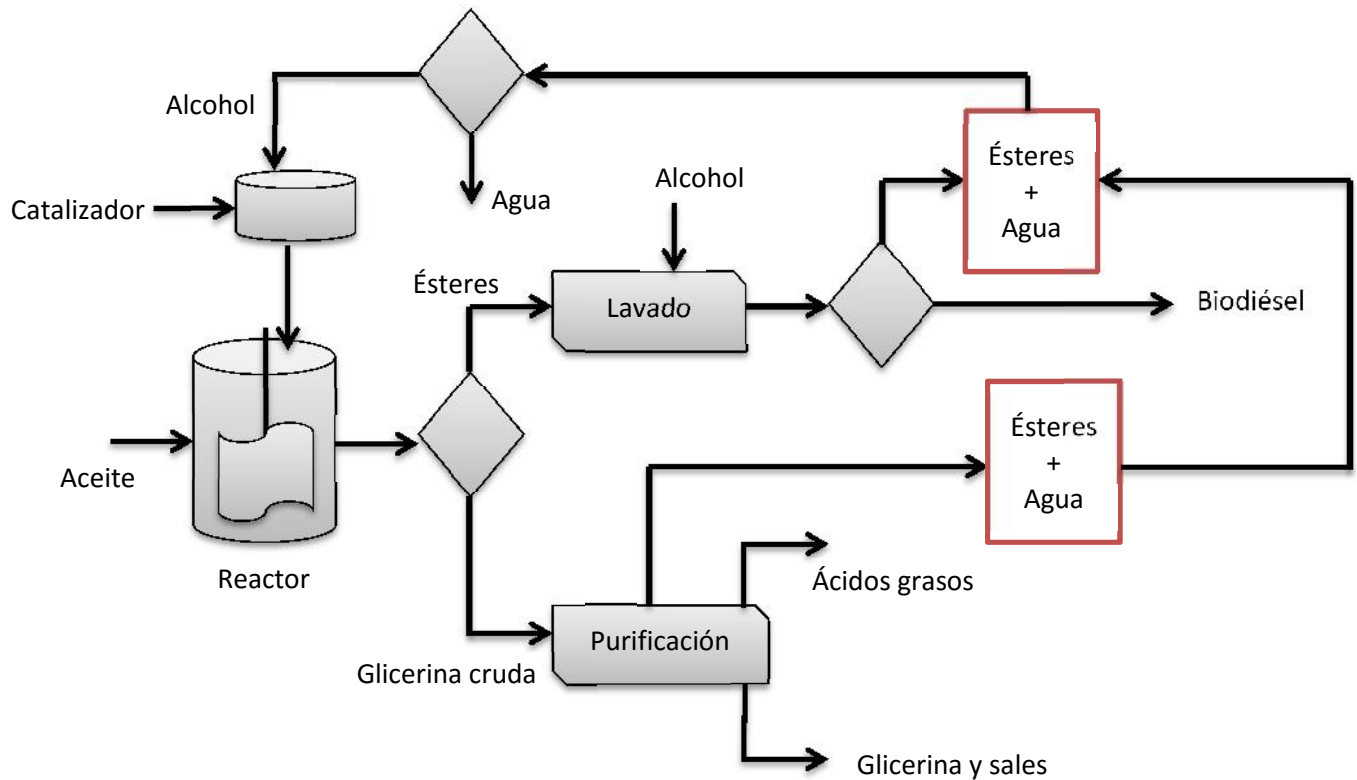 Alcohol
Catalizador
Agua
Alcohol
Ésteres
+
Agua
Ésteres
Lavado
Biodiésel
Aceite
Reactor
Ésteres
+
Agua
Ácidos grasos
Purificación
Glicerina cruda
Glicerina y sales